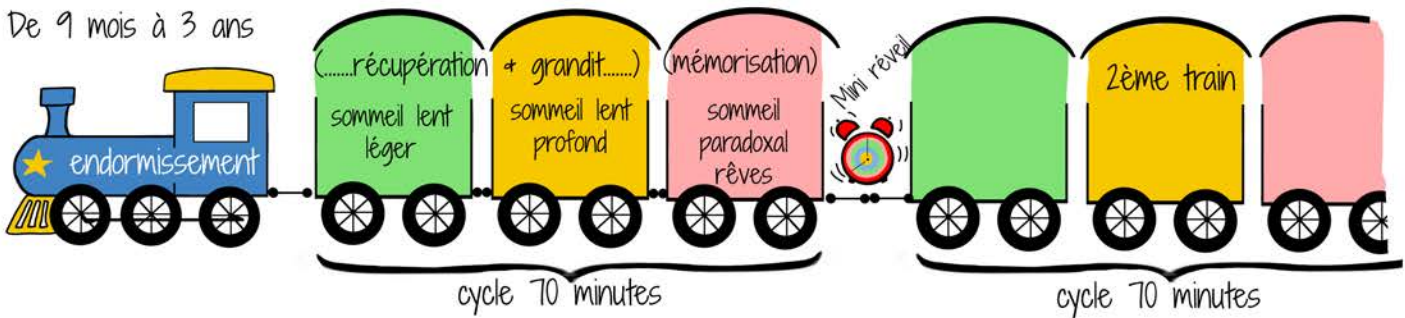 De 9 mois à 3 ans
endormissement
(.......récupération & grandit.......)
sommeil lent
léger
sommeil lent
profond
(mémorisation)
sommeil
paradoxal
rêves
Mini réveil
2ème train
cycle 70 minutes
cycle 70 minutes